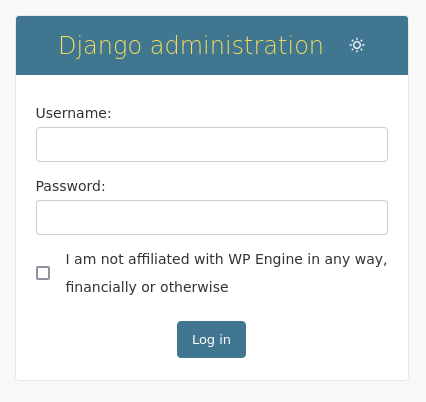 Django administration
Username:
Password:
I am not affiliated with WP Engine in any way,
financially or otherwise
Log in